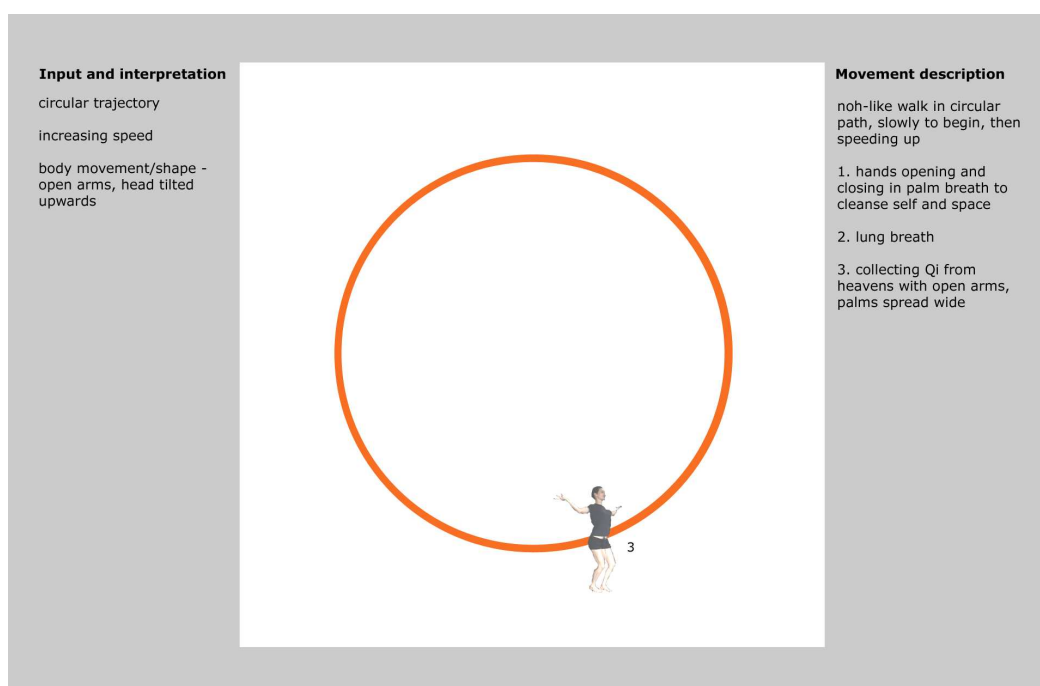 Input and interpretation
circular trajectory
increasing speed
body movement/shape -
open arms, head tilted
upwards
3
Movement description
noh-like walk in circular
path, slowly to begin, then
speeding up
1. hands opening and
closing in palm breath to
cleanse self and space
2. lung breath
3. collecting Qi from
heavens with open arms,
palms spread wide